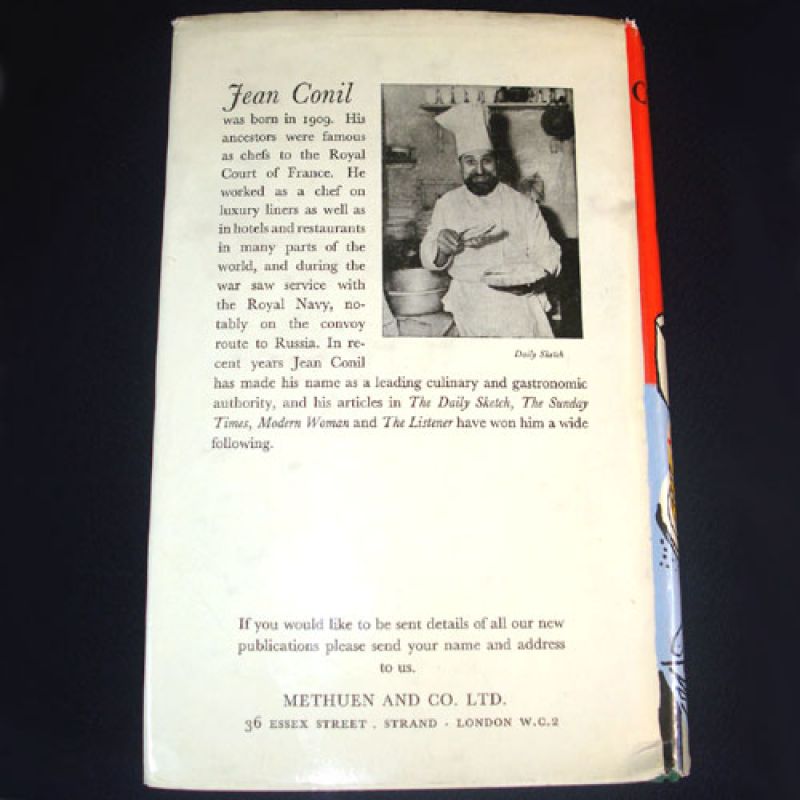 Jean Conil
was born in 1909. His
ancestors were famous
as chefs to the Royal
Court of France. He
worked as a chef on
luxury liners as well as
in hotels and restaurants
in many parts of the
world, and during the
war saw service with
the Royal Navy, no-
tably on the convoy
route to Russia. In re-
cent years Jean Conil
has made his name as a leading culinary and gastronomic
authority, and his articles in The Daily Sketch, The Sunday
Times, Modern Woman and The Listener have won him a wide
following.
Daily Sketch
If you would like to be sent details of all our new
publications please send your name and address
to us.
METHUEN AND CO. LTD.
36 ESSEX STREET . STRAND · LONDON W.C.2